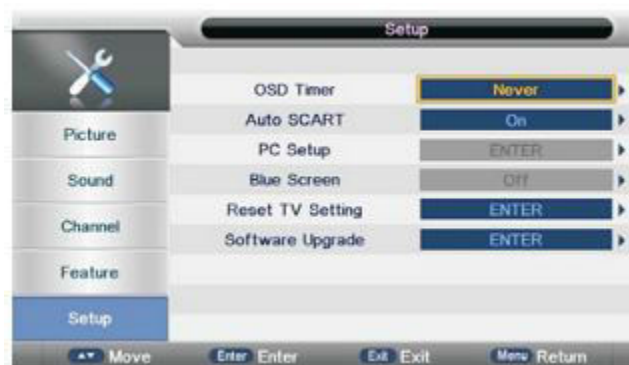 Setup
OSD Timer Never
Auto SCART On
PC Setup ENTER
Blue Screen Off
Reset TV Setting ENTER
Software Upgrade ENTER
Picture
Sound
Channel
Feature
Setup
Move Enter Enter Exit Exit Menu Return